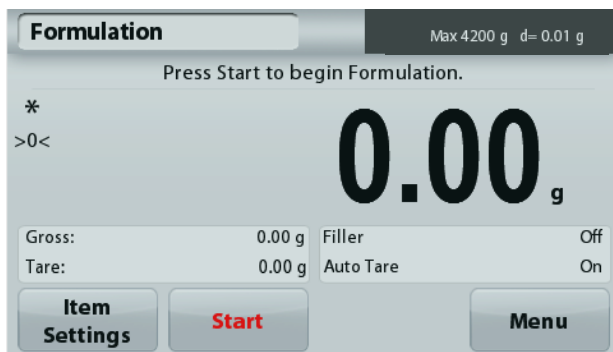 Formulation
Max 4200 g d= 0.01 g
Press Start to begin Formulation.
*
>0<
0.00 g
Gross: 0.00 g Filler Off
Tare: 0.00 g Auto Tare On
Item
Settings
Start
Menu